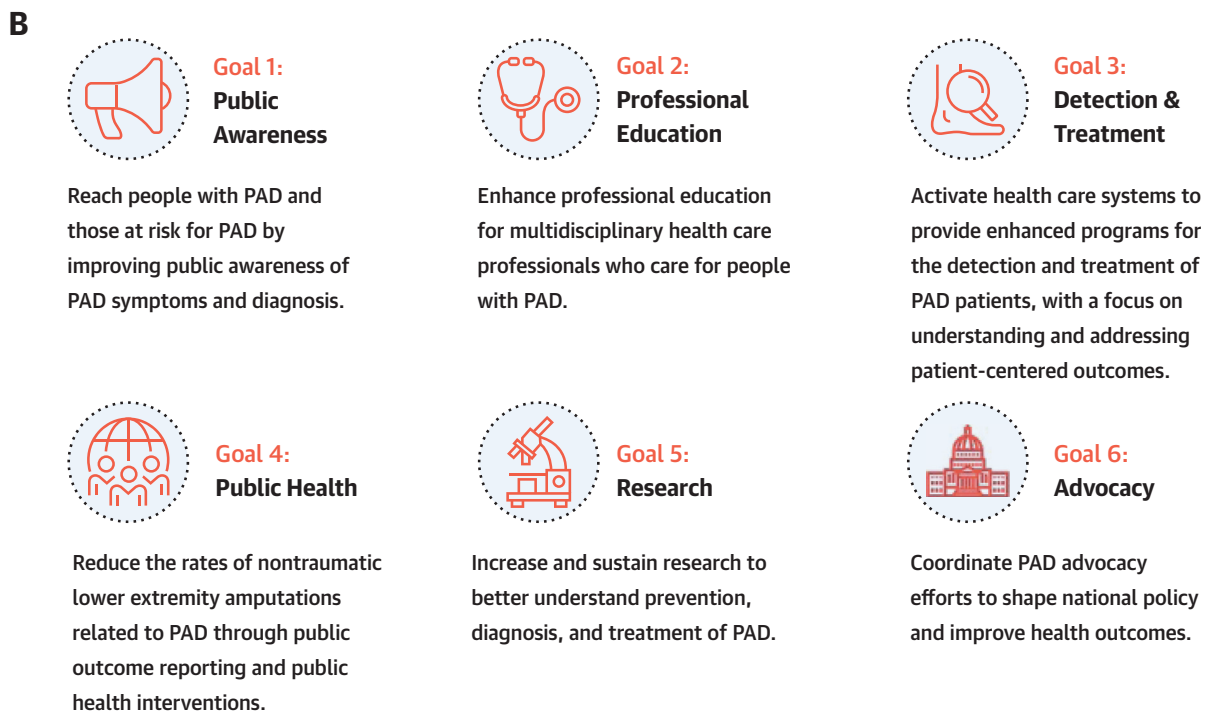 B
Goal 1:
Public
Awareness
Reach people with PAD and
those at risk for PAD by
improving public awareness of
PAD symptoms and diagnosis.
Goal 2:
Professional
Education
Enhance professional education
for multidisciplinary health care
professionals who care for people
with PAD.
Goal 3:
Detection &
Treatment
Activate health care systems to
provide enhanced programs for
the detection and treatment of
PAD patients, with a focus on
understanding and addressing
patient-centered outcomes.
Goal 4:
Public Health
Reduce the rates of nontraumatic
lower extremity amputations
related to PAD through public
outcome reporting and public
health interventions.
Goal 5:
Research
Increase and sustain research to
better understand prevention,
diagnosis, and treatment of PAD.
Goal 6:
Advocacy
Coordinate PAD advocacy
efforts to shape national policy
and improve health outcomes.